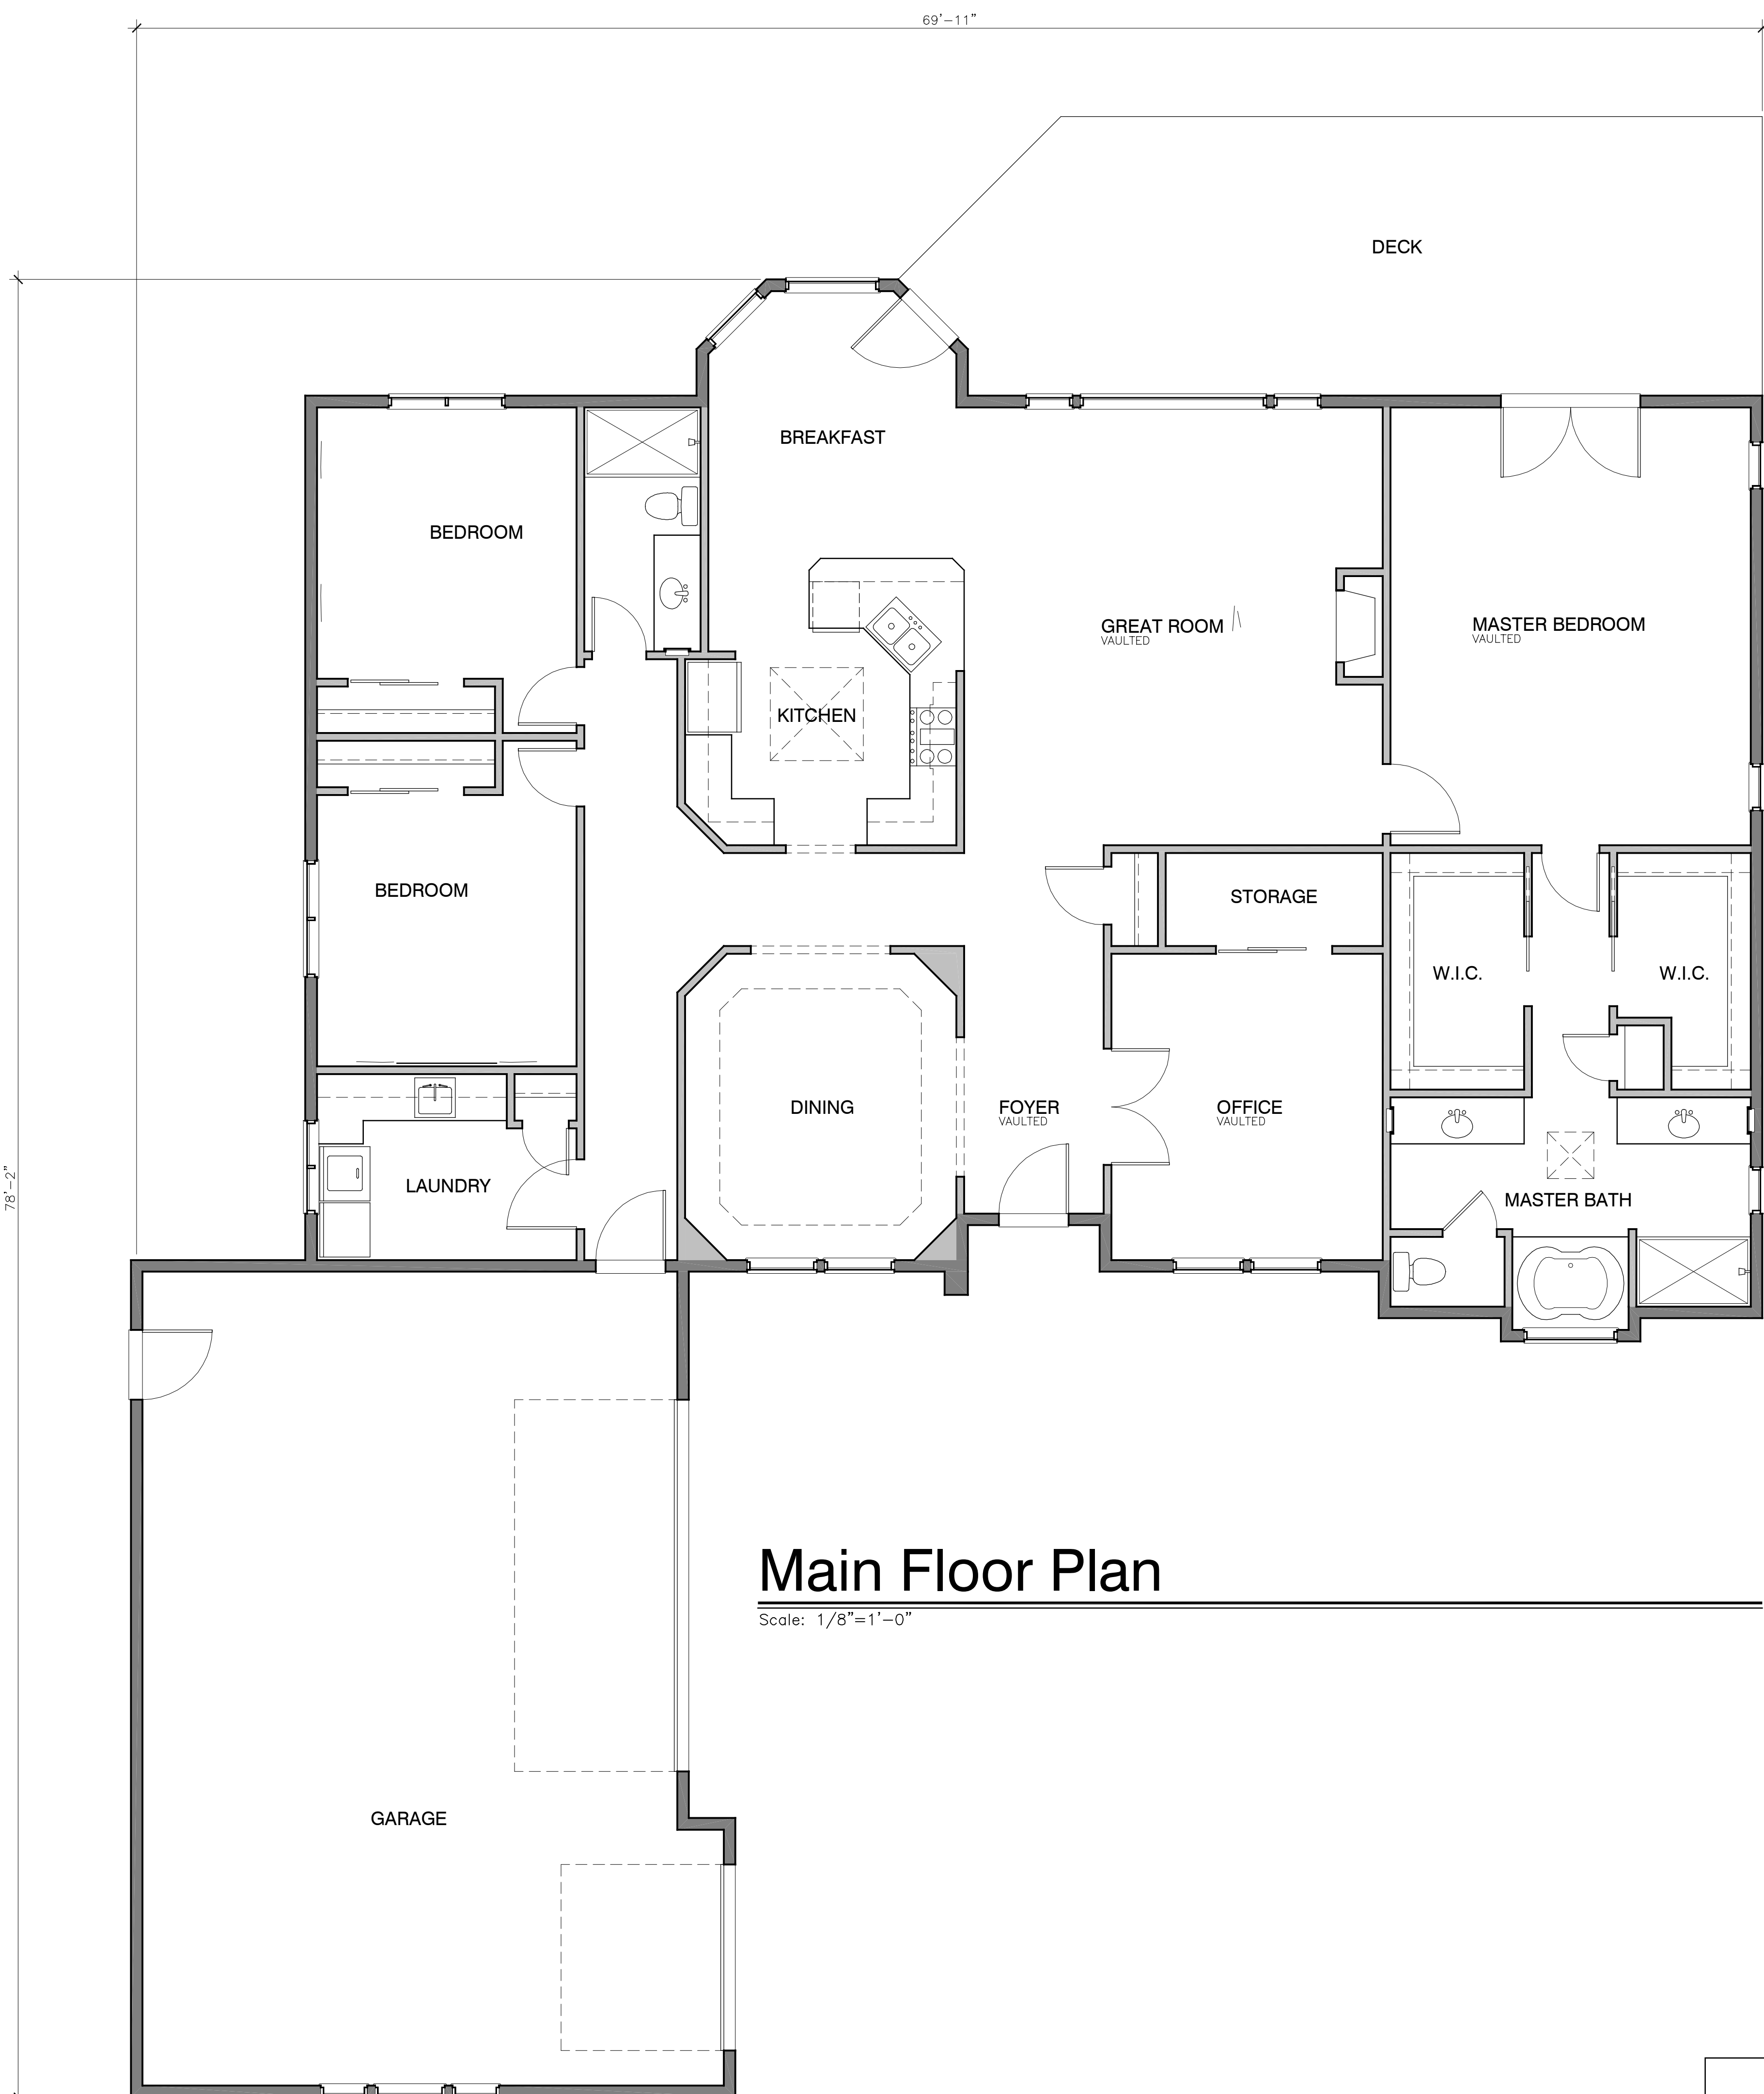 69'-11"
DECK
BREAKFAST
BEDROOM
GREAT ROOM
VAULTED
MASTER BEDROOM
VAULTED
KITCHEN
BEDROOM
STORAGE
W.I.C.
W.I.C.
DINING
FOYER
VAULTED
OFFICE
VAULTED
78'-2"
LAUNDRY
MASTER BATH
Main Floor Plan
Scale: 1/8"=1'-0"
GARAGE